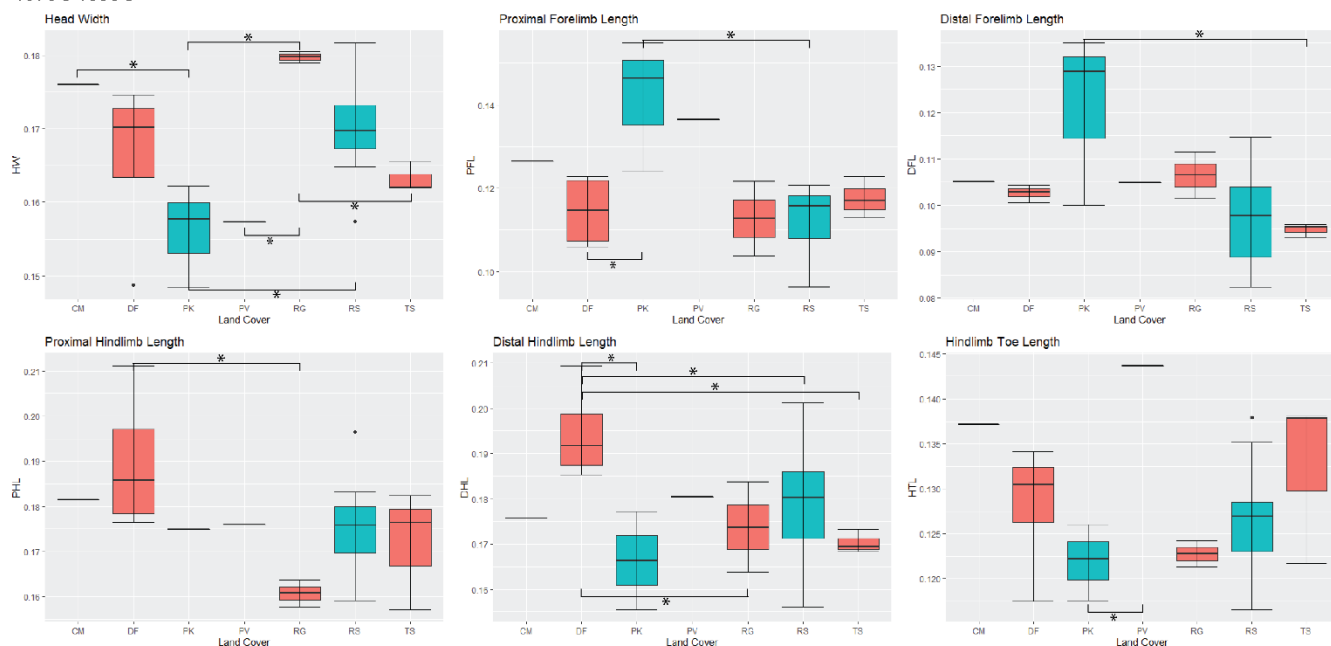 Head Width
HW
0.18
0.17
0.16
0.15
*
*
*
*
*
CM DF PK PV RG RS TS
Land Cover
Proximal Forelimb Length
PFL
0.14
0.12
0.10
*
*
CM DF PK PV RG RS TS
Land Cover
Distal Forelimb Length
DFL
0.13
0.12
0.11
0.10
0.09
0.08
*
CM DF PK PV RG RS TS
Land Cover
Proximal Hindlimb Length
PHL
0.21
0.20
0.19
0.18
0.17
0.16
*
CM DF PK PV RG RS TS
Land Cover
Distal Hindlimb Length
DHL
0.21
0.20
0.19
0.18
0.17
0.16
*
*
*
*
CM DF PK PV RG RS TS
Land Cover
Hindlimb Toe Length
HTL
0.145
0.140
0.135
0.130
0.125
0.120
*
CM DF PK PV RG RS TS
Land Cover